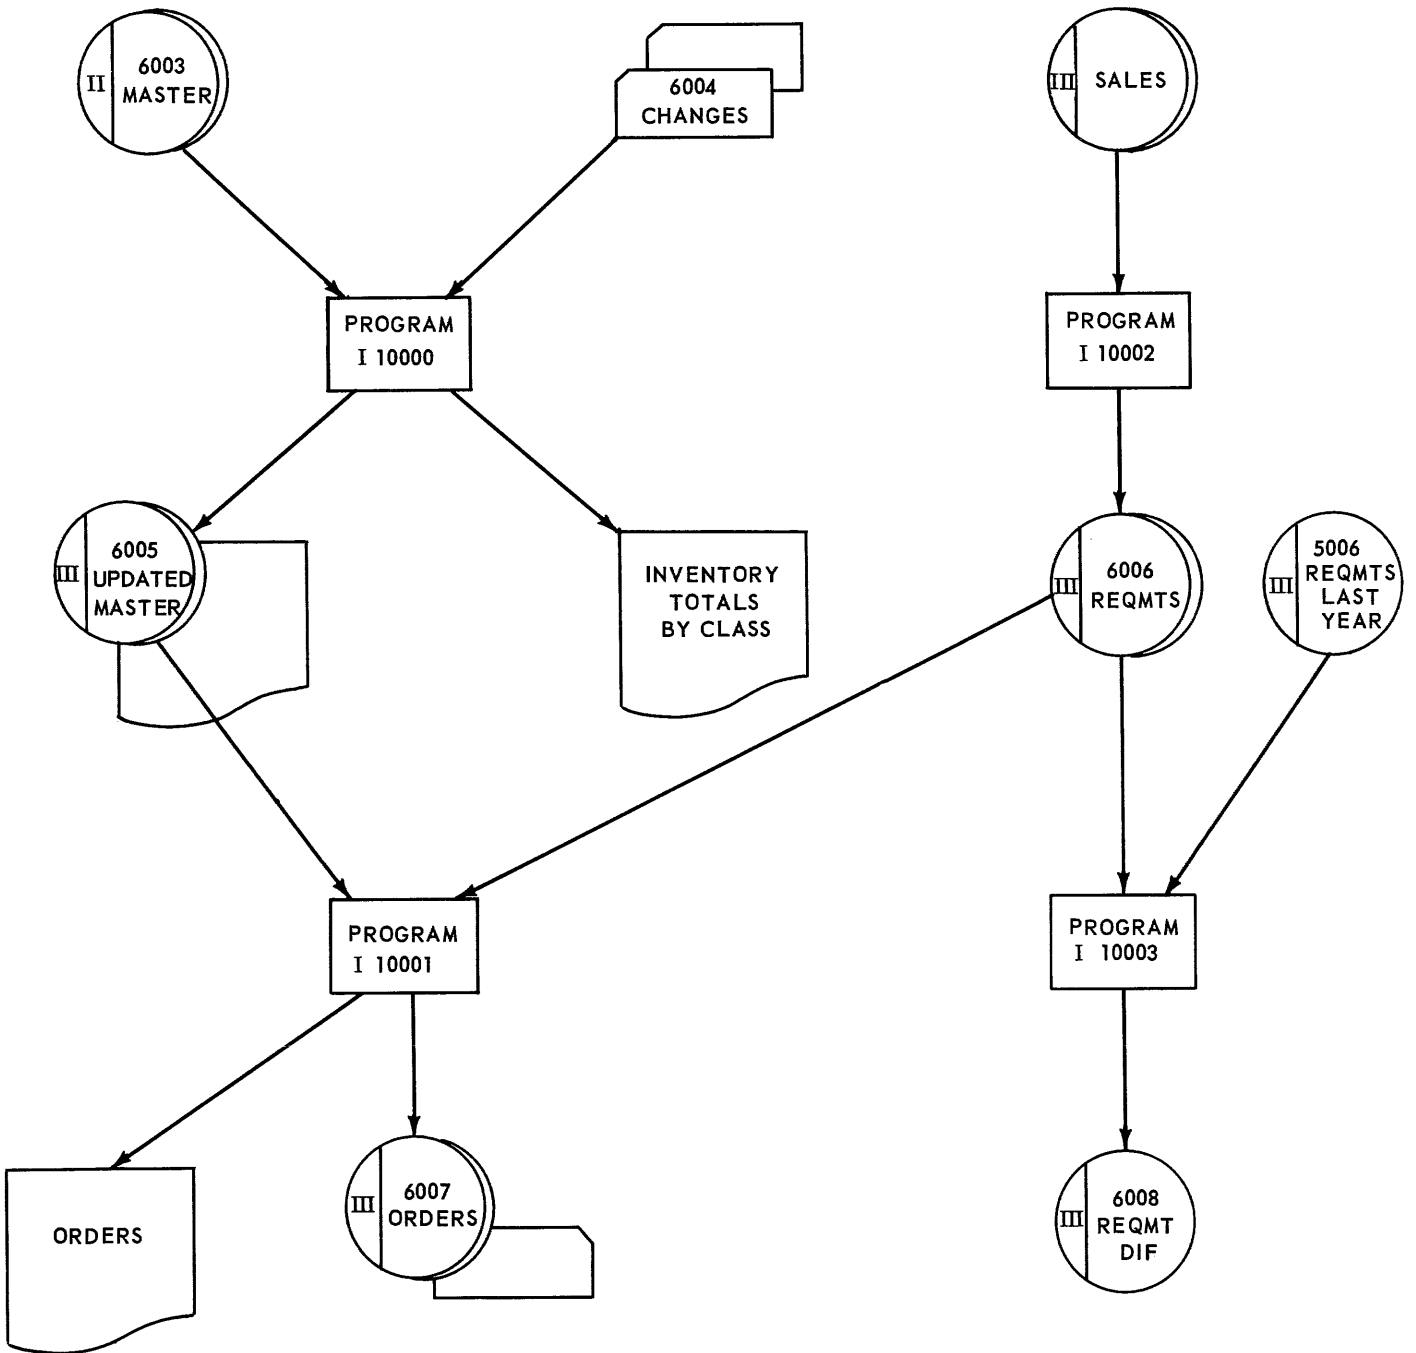 II
6003
MASTER
6004
CHANGES
III
SALES
PROGRAM
I 10000
PROGRAM
I 10002
III
6005
UPDATED
MASTER
INVENTORY
TOTALS
BY CLASS
III
6006
REQMTS
III
5006
REQMTS
LAST
YEAR
PROGRAM
I 10001
PROGRAM
I 10003
ORDERS
III
6007
ORDERS
III
6008
REQMT
DIF